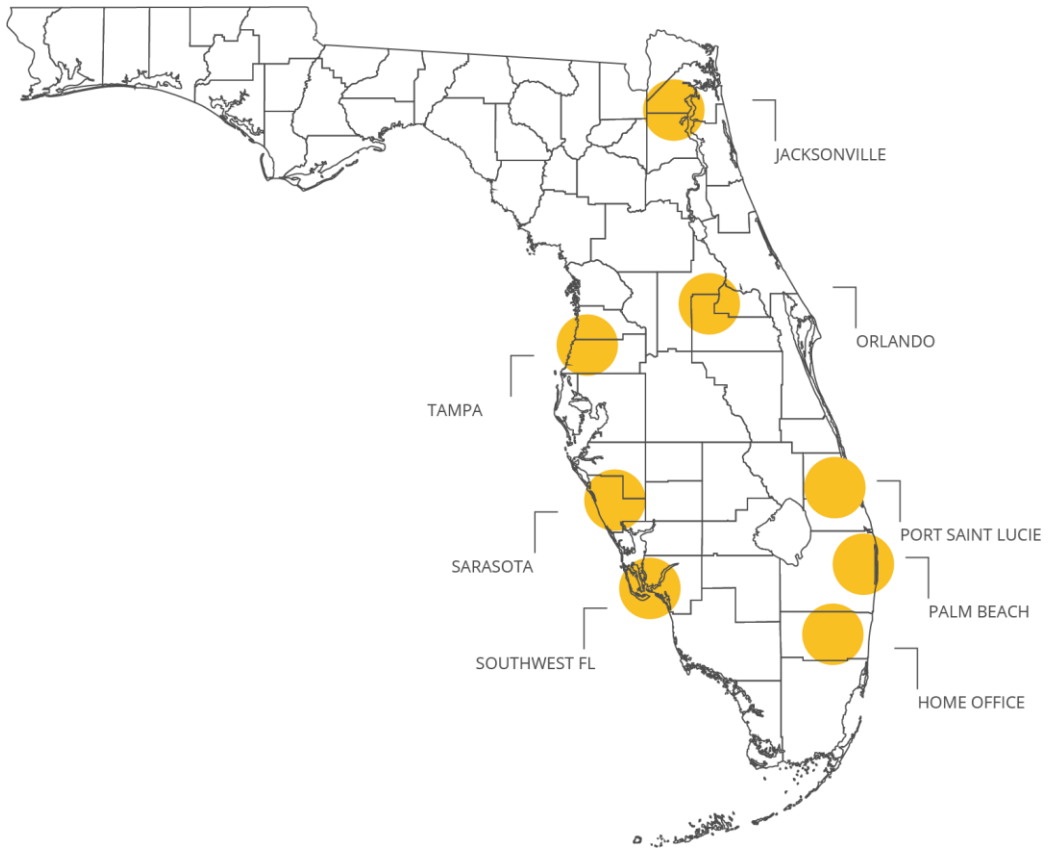 JACKSONVILLE
ORLANDO
TAMPA
PORT SAINT LUCIE
SARASOTA
PALM BEACH
SOUTHWEST FL
HOME OFFICE